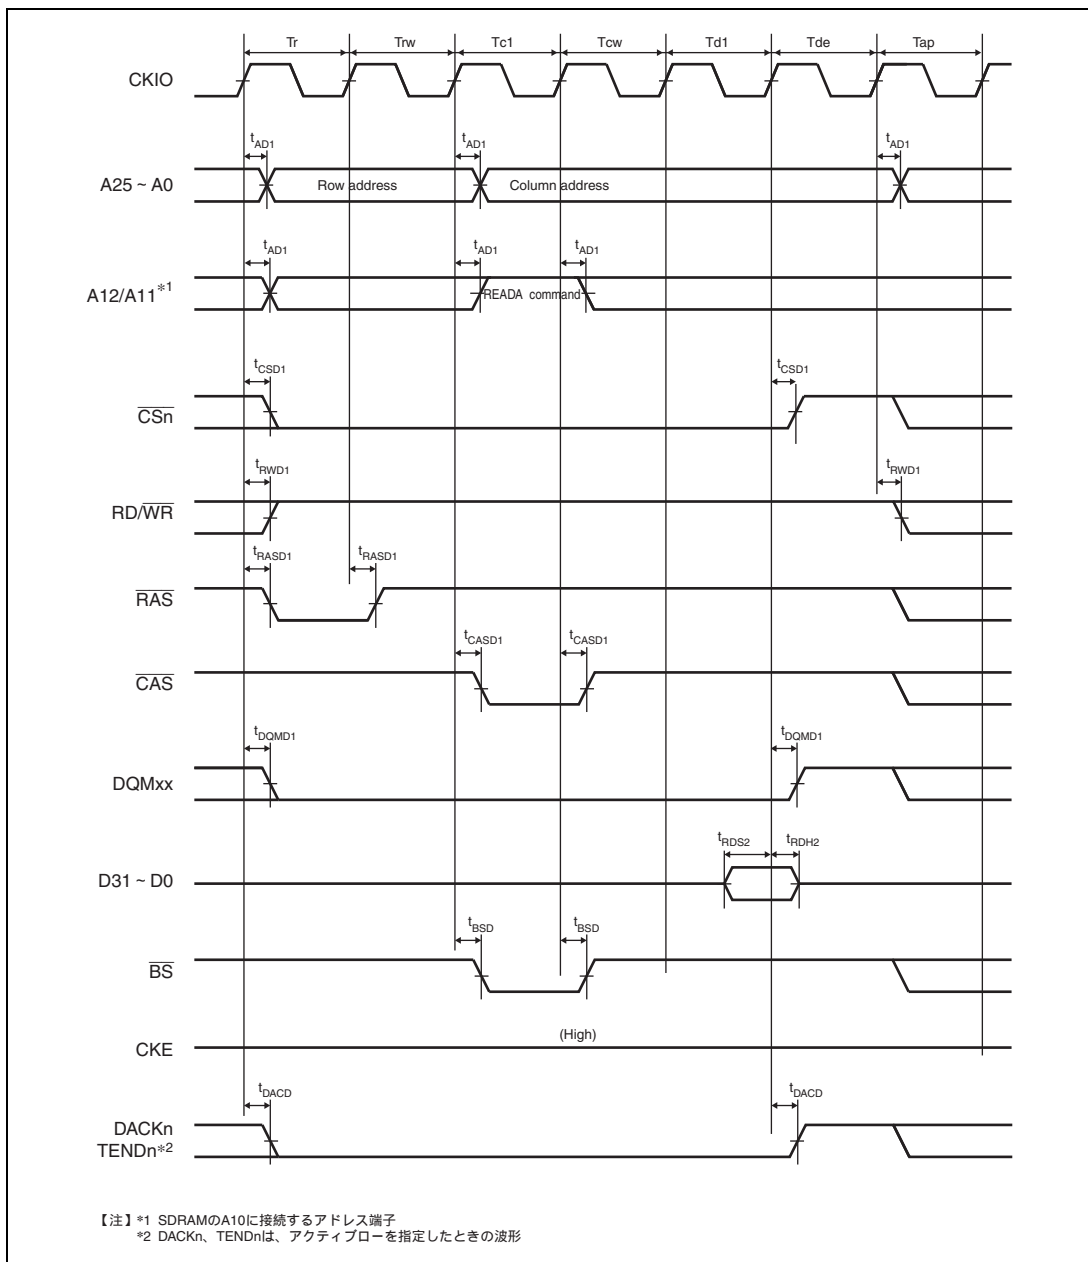 Tr Trw Tc1 Tcw Td1 Tde Tap
CKIO
tAD1 tAD1 tAD1
A25 ~ A0 Row address Column address
tAD1 tAD1 tAD1
A12/A11*1 READA command
tCSD1 tCSD1
CSn
tRWD1 tRWD1
RD/WR
tRASD1 tRASD1
RAS
tCASD1 tCASD1
CAS
tDQMD1 tDQMD1
DQMxx
tRDS2 tRDH2
D31 ~ D0
tBSD tBSD
BS
(High)
CKE
tDACD tDACD
DACKn
TENDn*2
【注】*1 SDRAMのA10に接続するアドレス端子
*2 DACKn、TENDnは、アクティブローを指定したときの波形